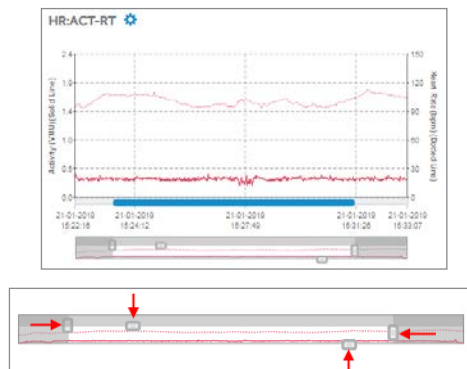 HR:ACT-RT
2.4
1.9
1.4
1.0
0.5
0.0
Activity (VMU) (Solid Line)
150
120
90
60
30
0
Heart Rate (bpm) (Dotted Line)
21-01-2019 21-01-2019 21-01-2019 21-01-2019 21-01-2019
15:22:16 15:24:12 15:27:49 15:31:26 15:33:07